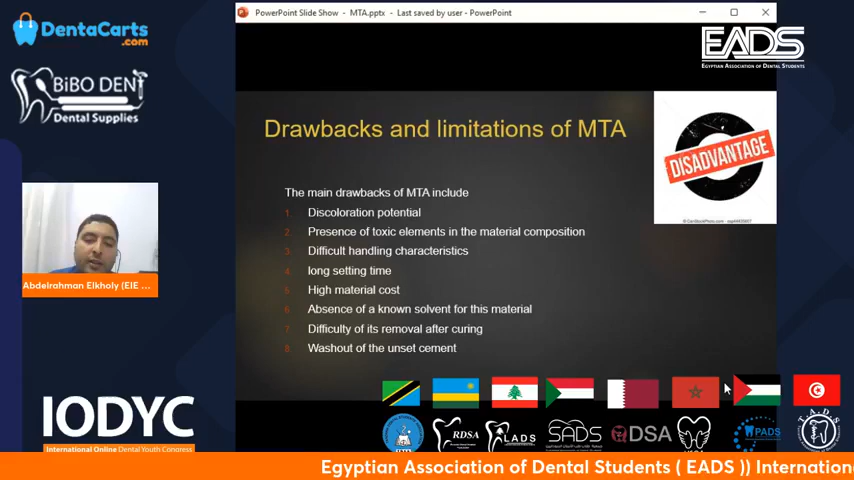 PowerPoint Slide Show - MTA.pptx - Last saved by user - PowerPoint
DentaCarts
.com
BiBO DENT
Dental Supplies
EADS
EGYPTIAN ASSOCIATION OF DENTAL STUDENTS
Drawbacks and limitations of MTA
DISADVANTAGE
The main drawbacks of MTA include
1. Discoloration potential
2. Presence of toxic elements in the material composition
3. Difficult handling characteristics
4. long setting time
5. High material cost
6. Absence of a known solvent for this material
7. Difficulty of its removal after curing
8. Washout of the unset cement
Abdelrahman Elkholy (EIE ...
IODYC
International Online Dental Youth Congress
RDSA
LADS
SADS
DSA
PADS
T.A.D.S
Egyptian Association of Dental Students ( EADS )) Internation